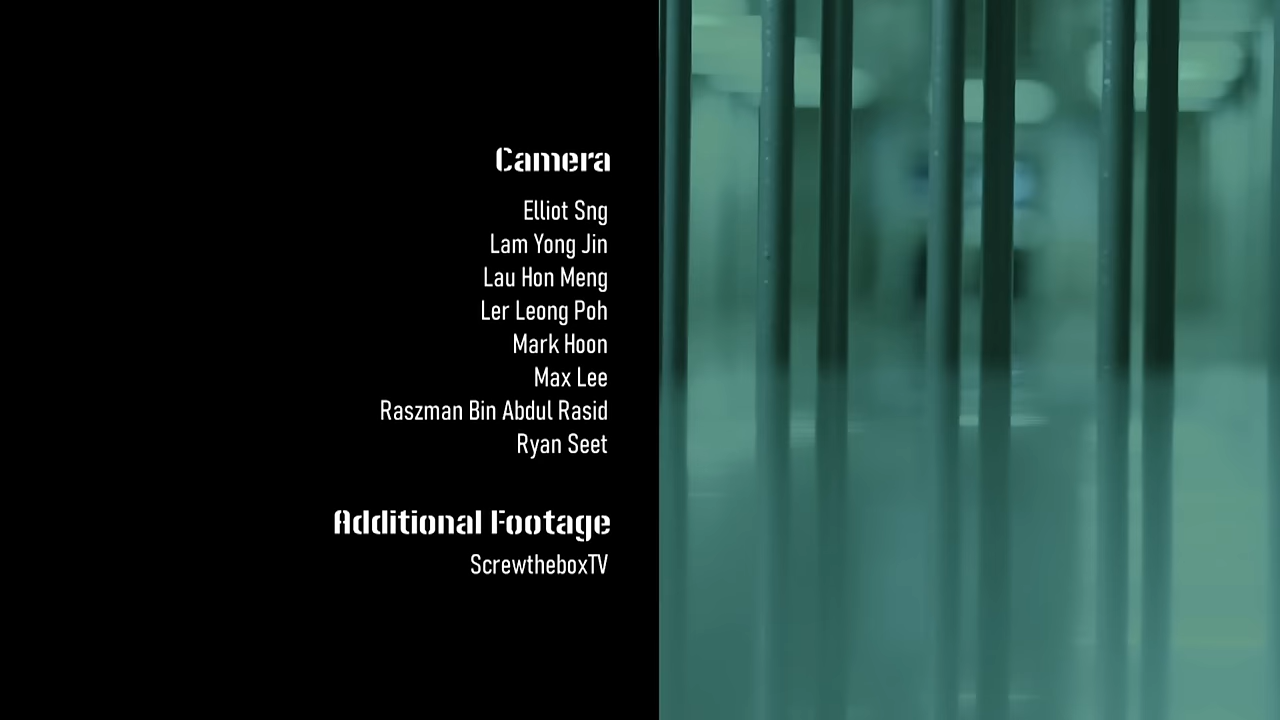 Camera
Elliot Sng
Lam Yong Jin
Lau Hon Meng
Ler Leong Poh
Mark Hoon
Max Lee
Raszman Bin Abdul Rasid
Ryan Seet
Additional Footage
ScrewtheboxTV